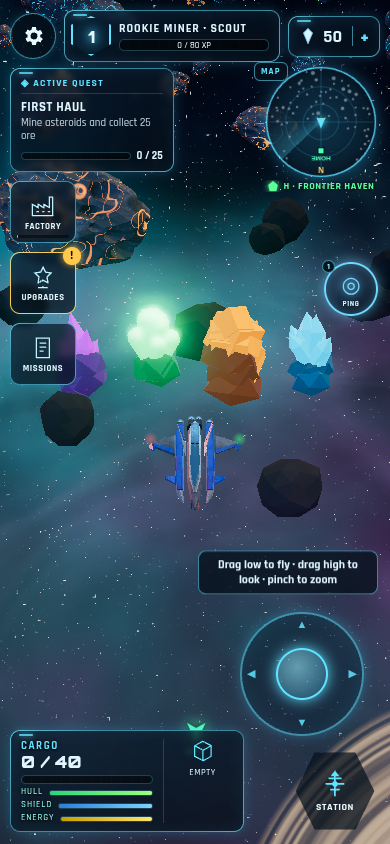 1
ROOKIE MINER · SCOUT
0 / 80 XP
50 +
ACTIVE QUEST
FIRST HAUL
Mine asteroids and collect 25
ore
0 / 25
MAP
HOME
N
H · FRONTIER HAVEN
FACTORY
!
UPGRADES
MISSIONS
1
PING
Drag low to fly · drag high to
look · pinch to zoom
CARGO
0 / 40
HULL
SHIELD
ENERGY
EMPTY
STATION